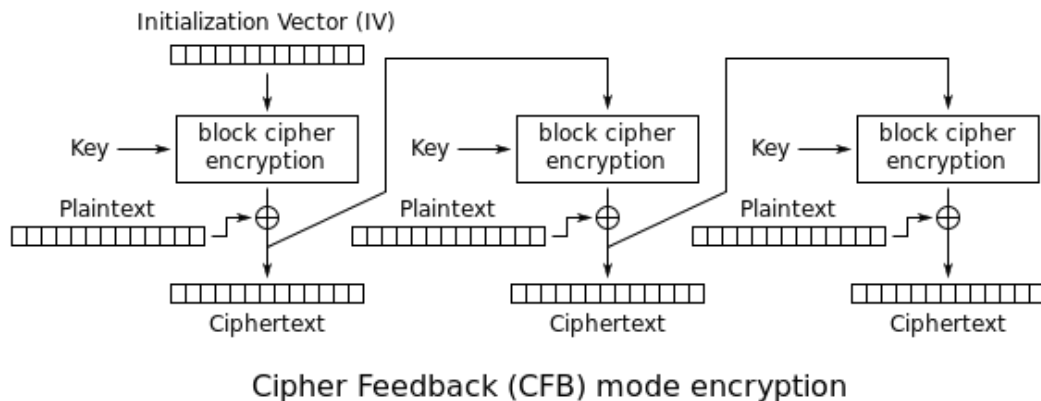 Initialization Vector (IV)
Key
block cipher
encryption
Key
block cipher
encryption
Key
block cipher
encryption
Plaintext
Plaintext
Plaintext
Ciphertext
Ciphertext
Ciphertext
Cipher Feedback (CFB) mode encryption